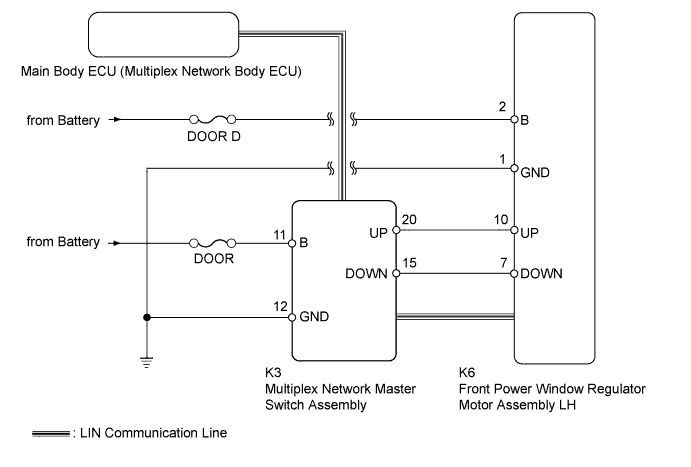 Main Body ECU (Multiplex Network Body ECU)
from Battery
DOOR D
2
B
1
GND
from Battery
DOOR
11
B
UP
20
10
UP
DOWN
15
7
DOWN
12
GND
K3
Multiplex Network Master
Switch Assembly
K6
Front Power Window Regulator
Motor Assembly LH
: LIN Communication Line